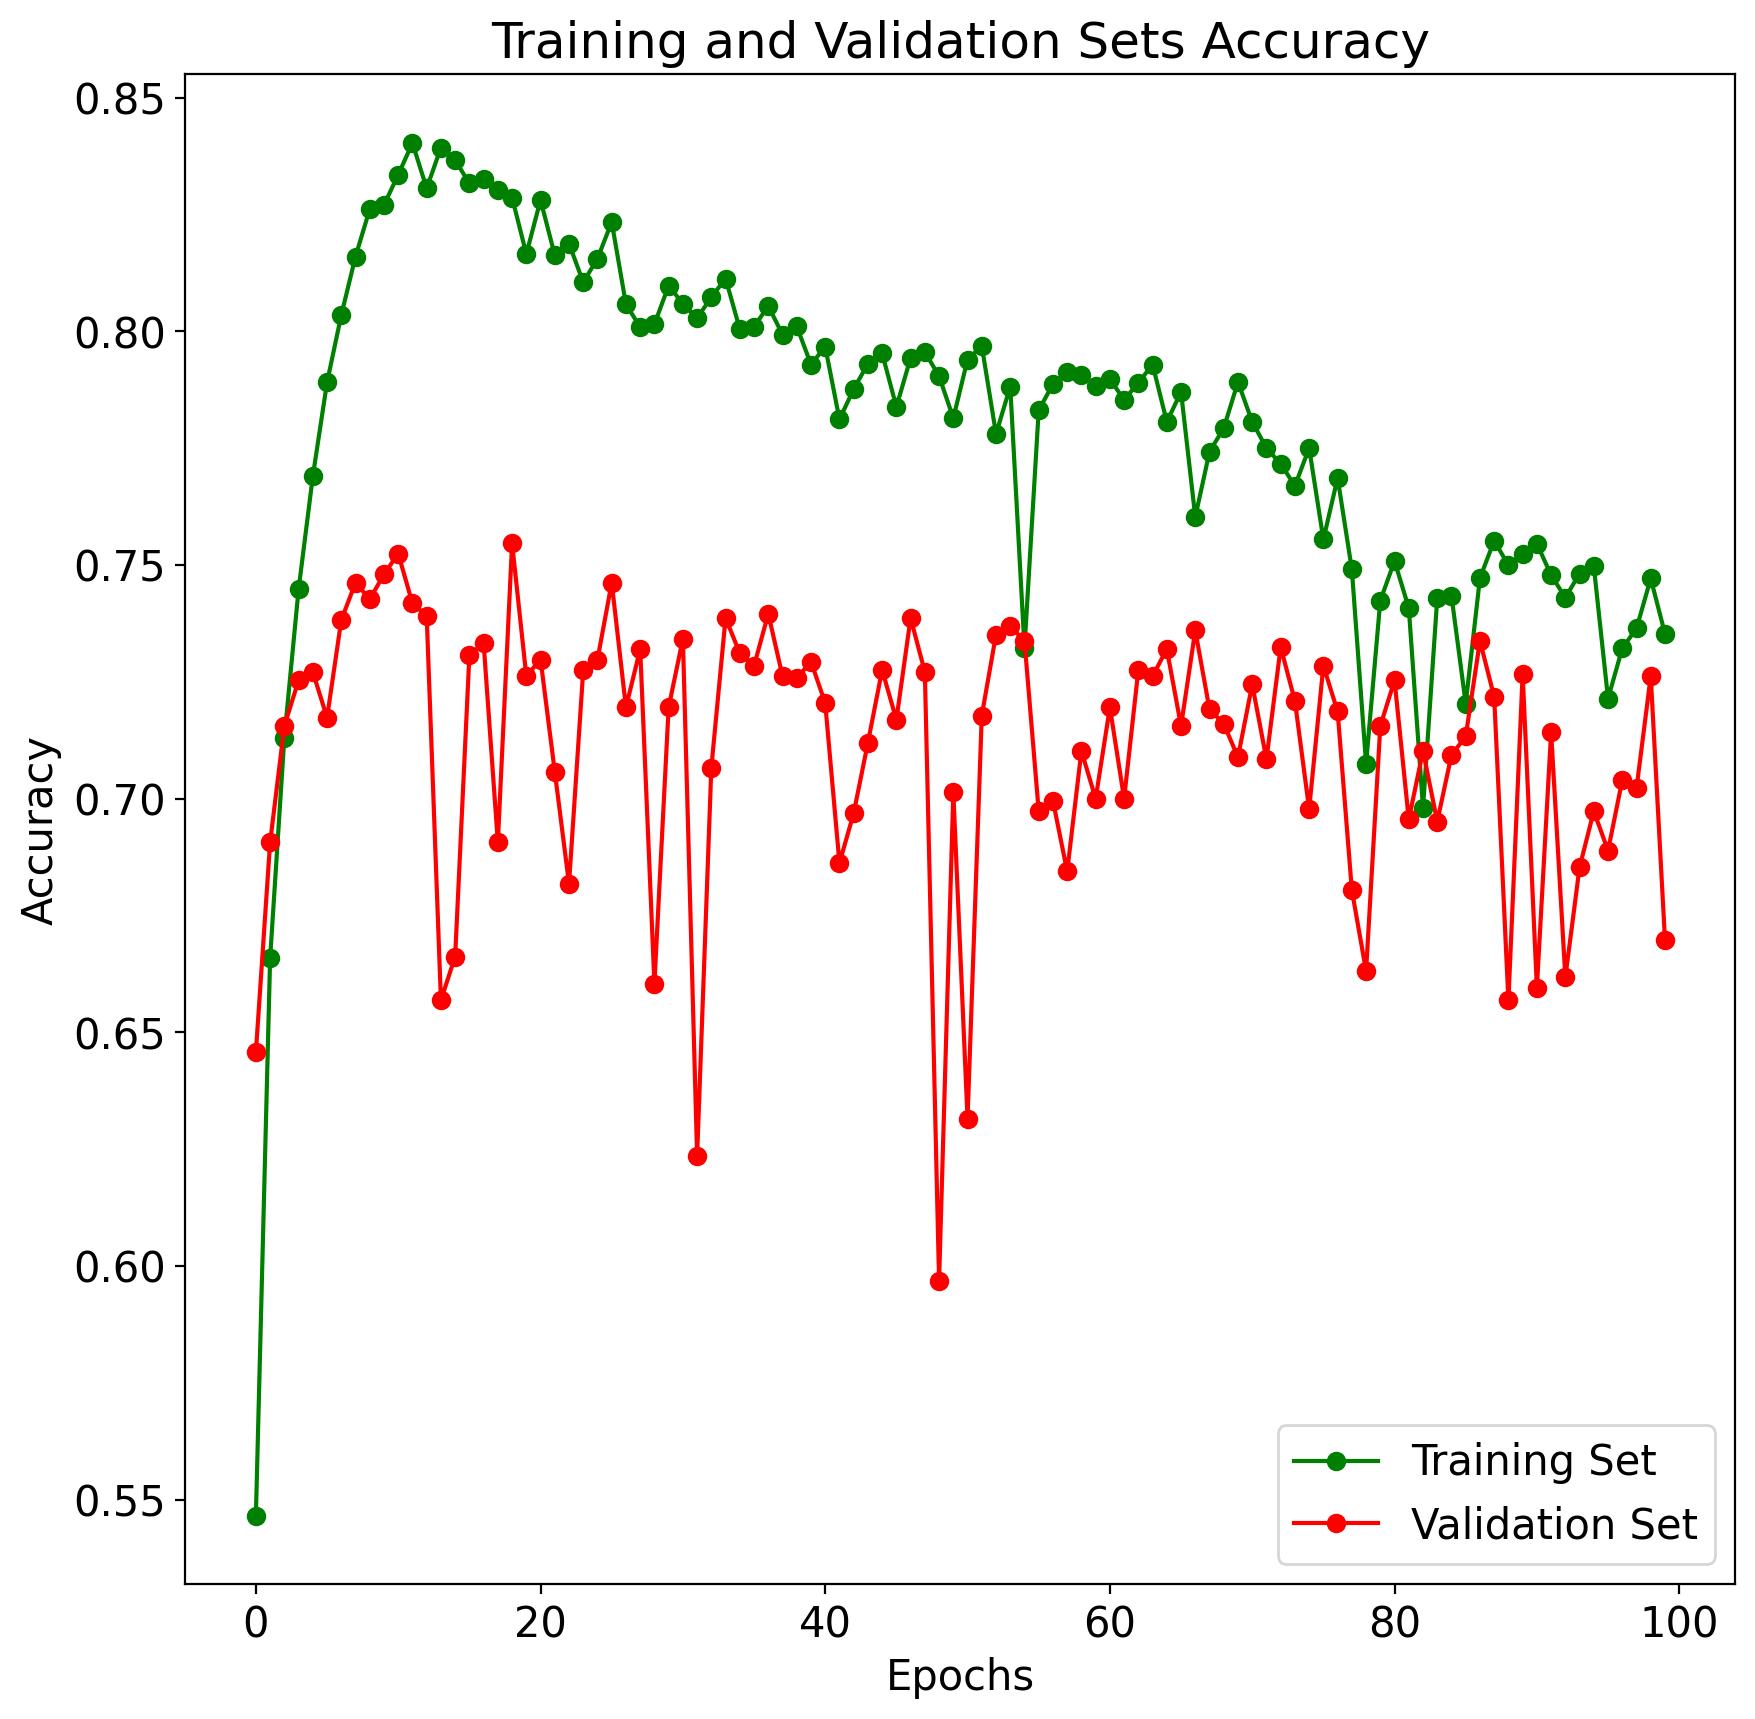 Training and Validation Sets Accuracy
0.85
0.80
0.75
0.70
0.65
0.60
0.55
Accuracy
Training Set
Validation Set
0 20 40 60 80 100
Epochs